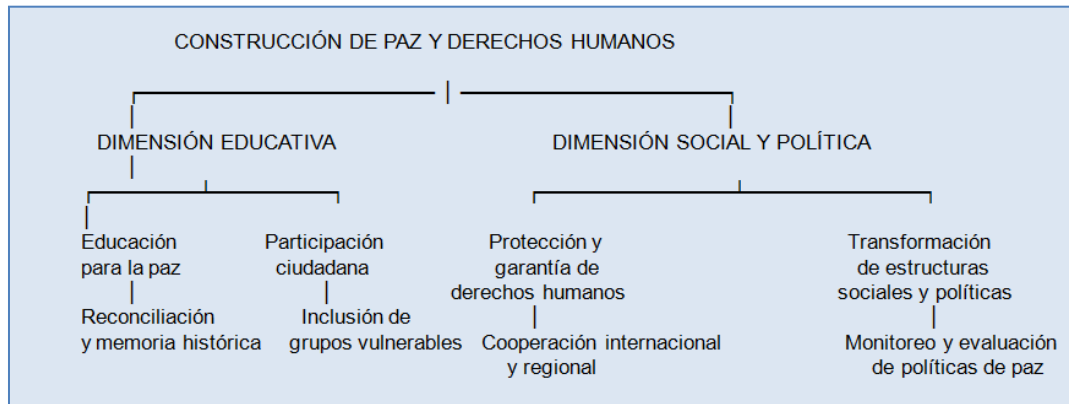 CONSTRUCCIÓN DE PAZ Y DERECHOS HUMANOS
DIMENSIÓN EDUCATIVA
DIMENSIÓN SOCIAL Y POLÍTICA
Educación
para la paz
Reconciliación
y memoria histórica
Participación
ciudadana
Inclusión de
grupos vulnerables
Protección y
garantía de
derechos humanos
Cooperación internacional
y regional
Transformación
de estructuras
sociales y políticas
Monitoreo y evaluación
de políticas de paz